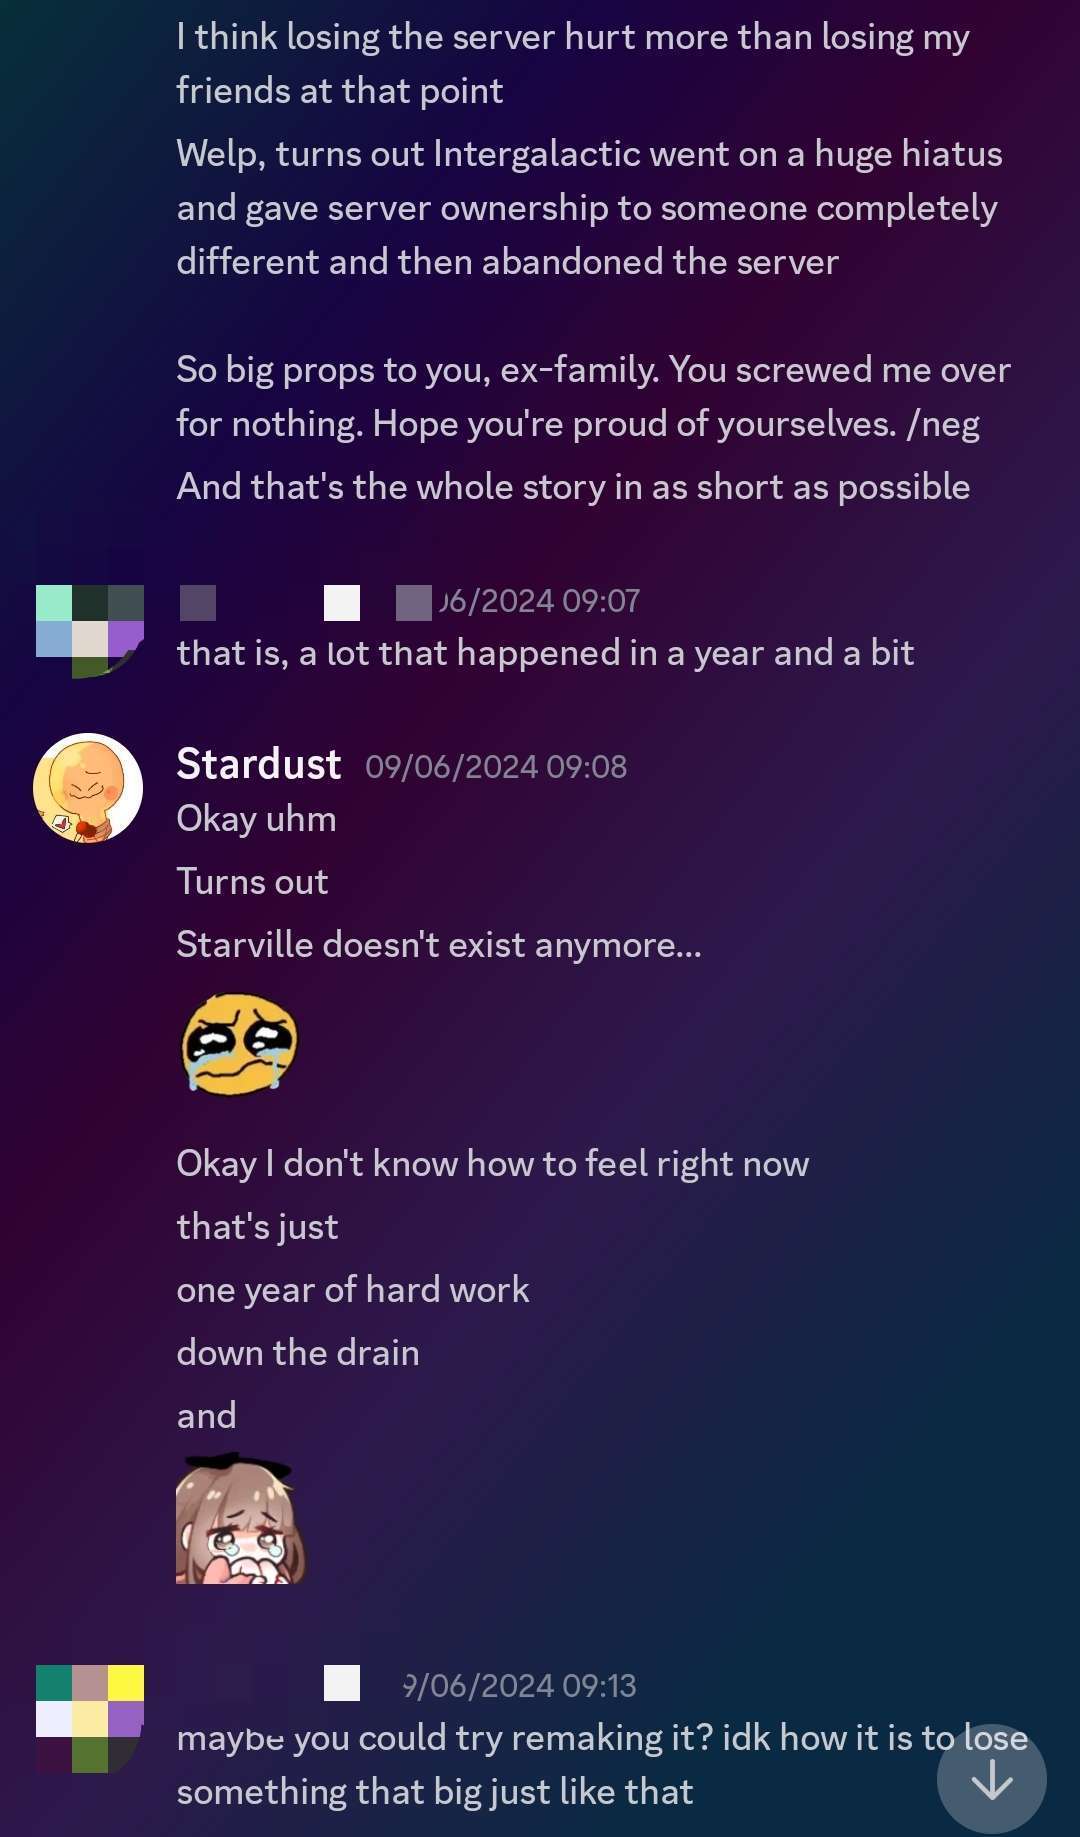 I think losing the server hurt more than losing my
friends at that point
Welp, turns out Intergalactic went on a huge hiatus
and gave server ownership to someone completely
different and then abandoned the server
So big props to you, ex-family. You screwed me over
for nothing. Hope you're proud of yourselves. /neg
And that's the whole story in as short as possible
6/2024 09:07
that is, a lot that happened in a year and a bit
Stardust 09/06/2024 09:08
Okay uhm
Turns out
Starville doesn't exist anymore...
Okay I don't know how to feel right now
that's just
one year of hard work
down the drain
and
9/06/2024 09:13
maybe you could try remaking it? idk how it is to lose
something that big just like that